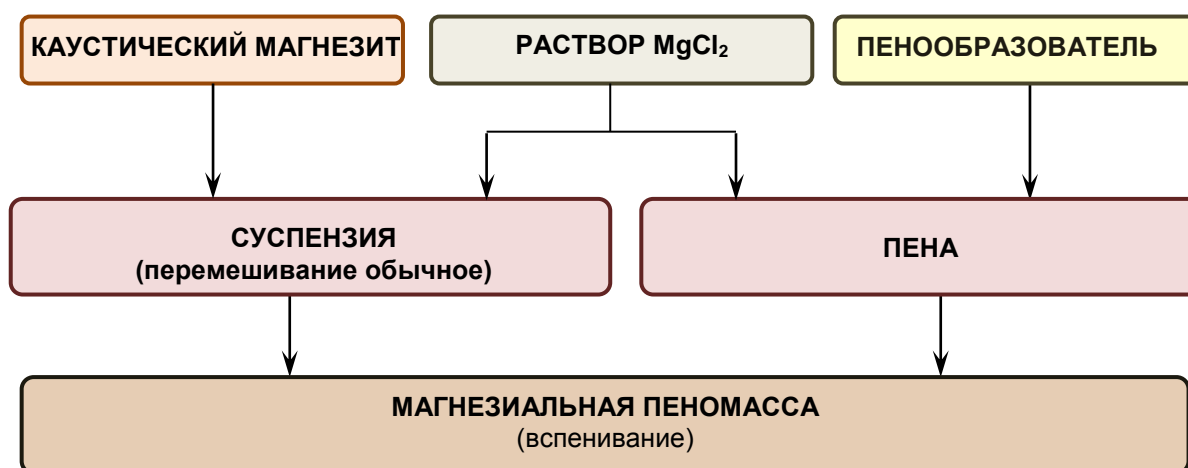 КАУСТИЧЕСКИЙ МАГНЕЗИТ
РАСТВОР MgCl₂
ПЕНООБРАЗОВАТЕЛЬ
СУСПЕНЗИЯ
(перемешивание обычное)
ПЕНА
МАГНЕЗИАЛЬНАЯ ПЕНОМАССА
(вспенивание)